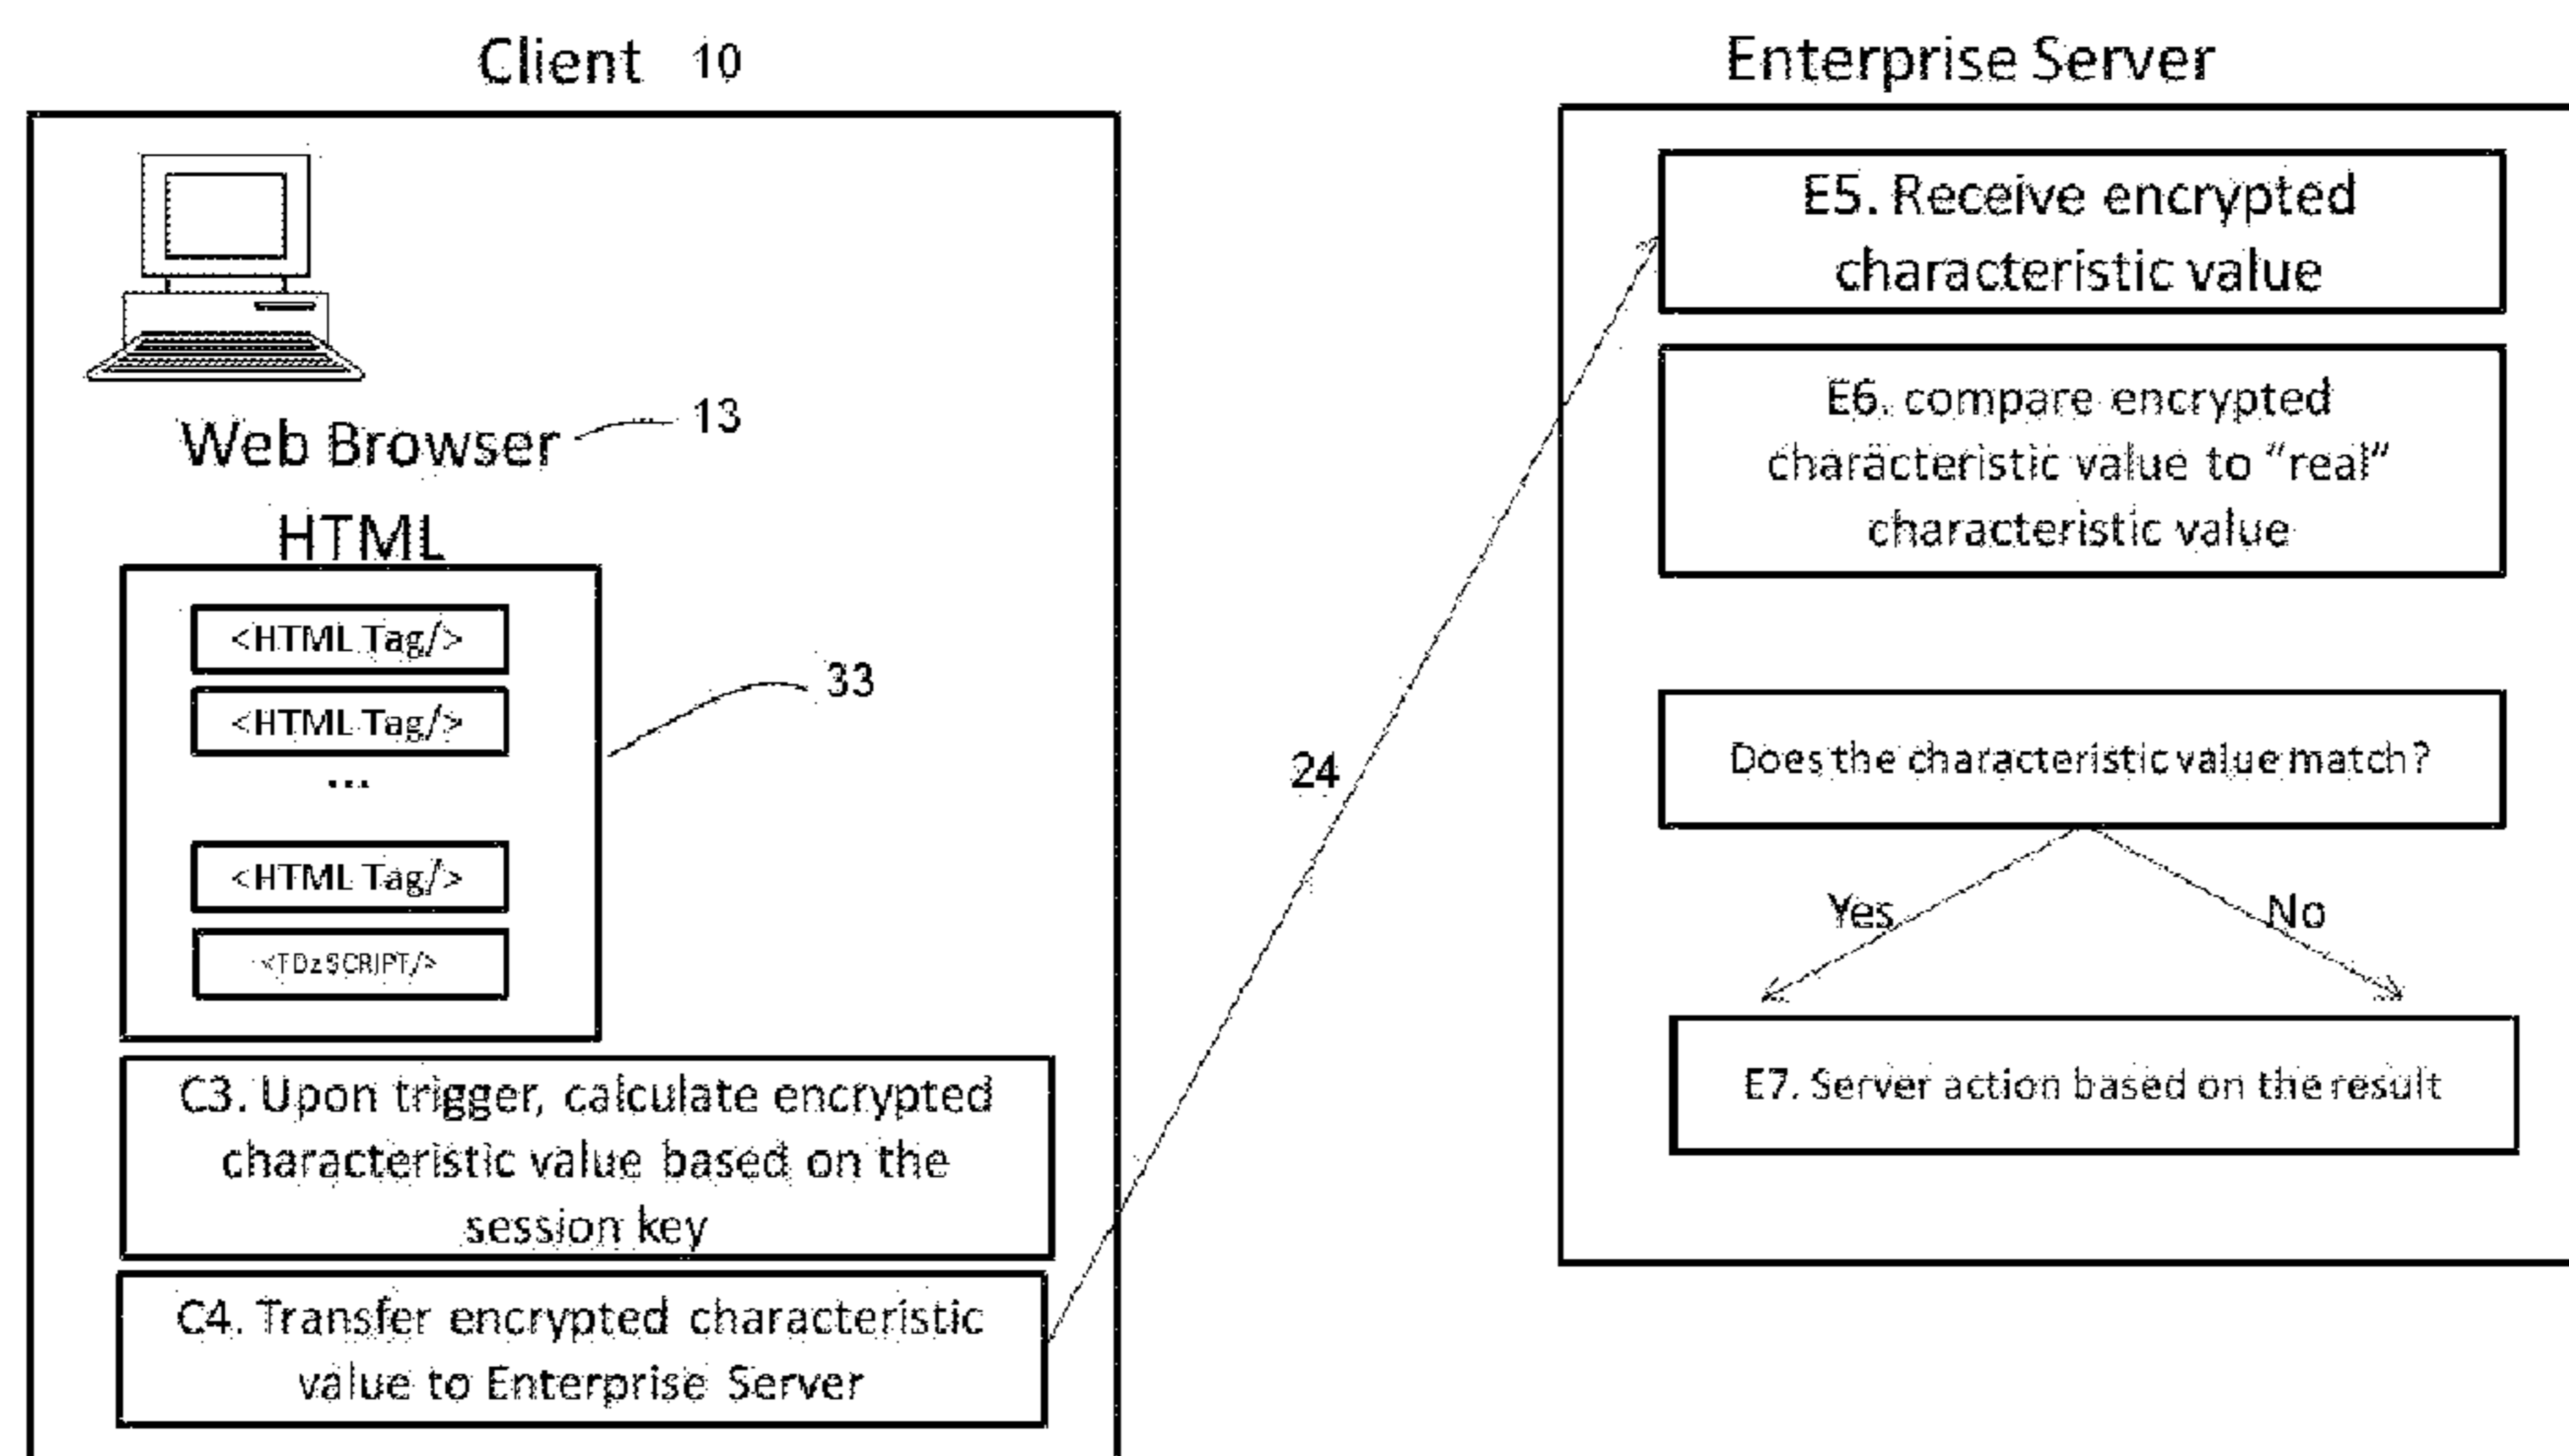 Client 10
Web Browser 13
HTML
<HTML Tag/>
<HTML Tag/>
...
<HTML Tag/>
<TDzSCRIPT/>
33
C3. Upon trigger, calculate encrypted
characteristic value based on the
session key
C4. Transfer encrypted characteristic
value to Enterprise Server
24
Enterprise Server
E5. Receive encrypted
characteristic value
E6. compare encrypted
characteristic value to “real”
characteristic value
Does the characteristic value match?
Yes No
E7. Server action based on the result